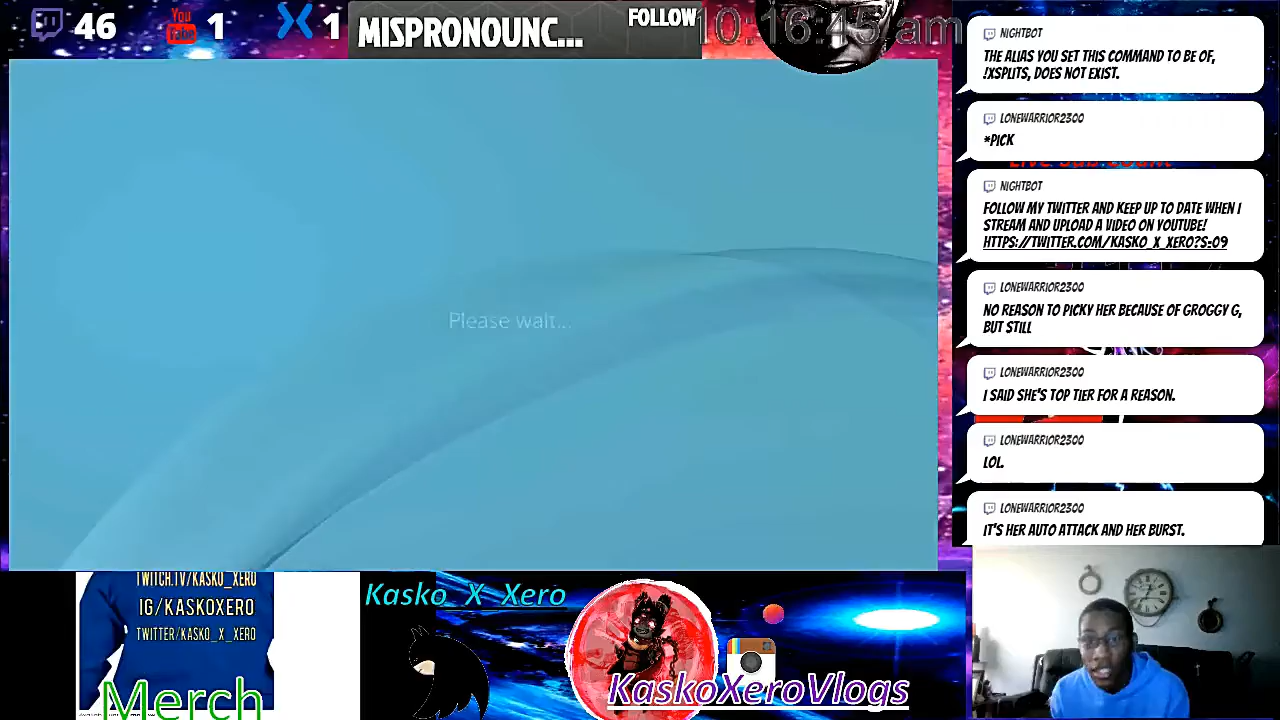 46
You Tube
1
1
MISPRONOUNC...
FOLLOW
10:16:45 am
Please wait...
NIGHTBOT
THE ALIAS YOU SET THIS COMMAND TO BE OF,
!XSPLITS, DOES NOT EXIST.
LONEWARRIOR2300
*PICK
NIGHTBOT
FOLLOW MY TWITTER AND KEEP UP TO DATE WHEN I
STREAM AND UPLOAD A VIDEO ON YOUTUBE!
HTTPS://TWITTER.COM/KASKO_X_XERO?S=09
LONEWARRIOR2300
NO REASON TO PICKY HER BECAUSE OF GROGGY G,
BUT STILL
LONEWARRIOR2300
I SAID SHE'S TOP TIER FOR A REASON.
LONEWARRIOR2300
LOL.
LONEWARRIOR2300
IT'S HER AUTO ATTACK AND HER BURST.
TWITCH.TV/KASKO_XERO
IG/KASKOXERO
TWITTER/KASKO_X_XERO
Merch
Kasko_X_Xero
KaskoXeroVlogs